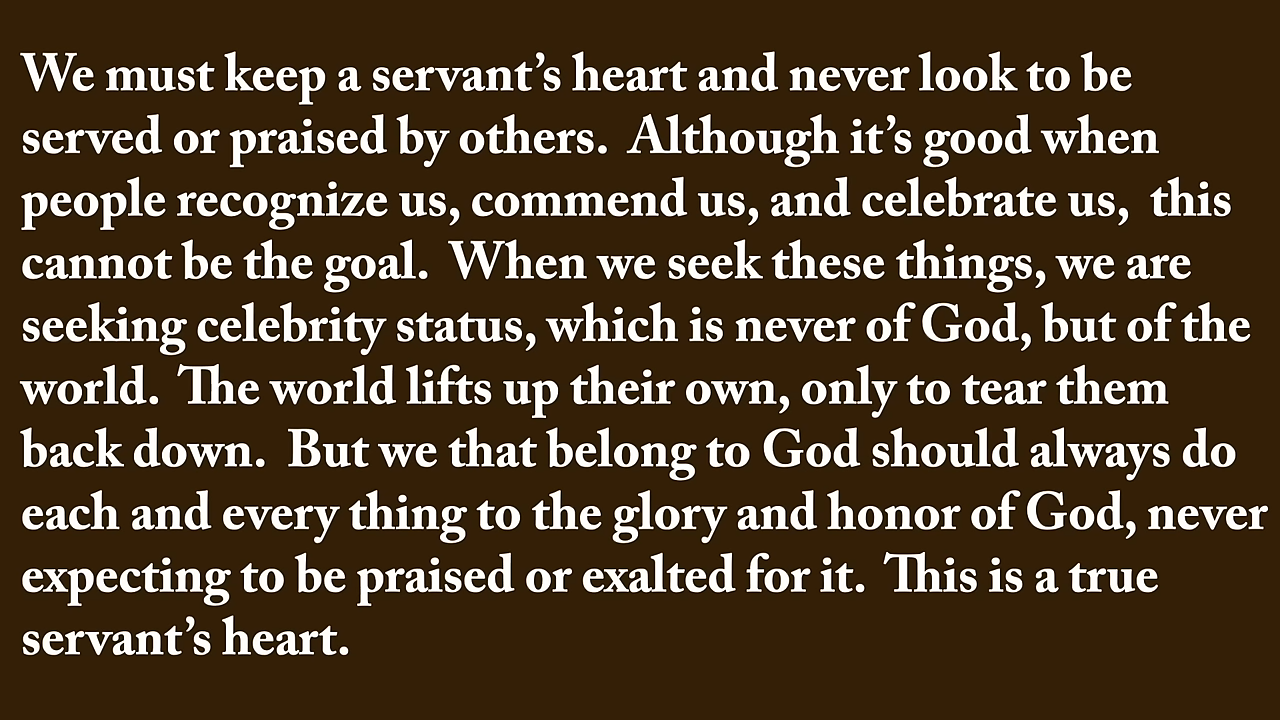 We must keep a servant’s heart and never look to be
served or praised by others.  Although it’s good when
people recognize us, commend us, and celebrate us,  this
cannot be the goal.  When we seek these things, we are
seeking celebrity status, which is never of God, but of the
world.  The world lifts up their own, only to tear them
back down.  But we that belong to God should always do
each and every thing to the glory and honor of God, never
expecting to be praised or exalted for it.  This is a true
servant’s heart.